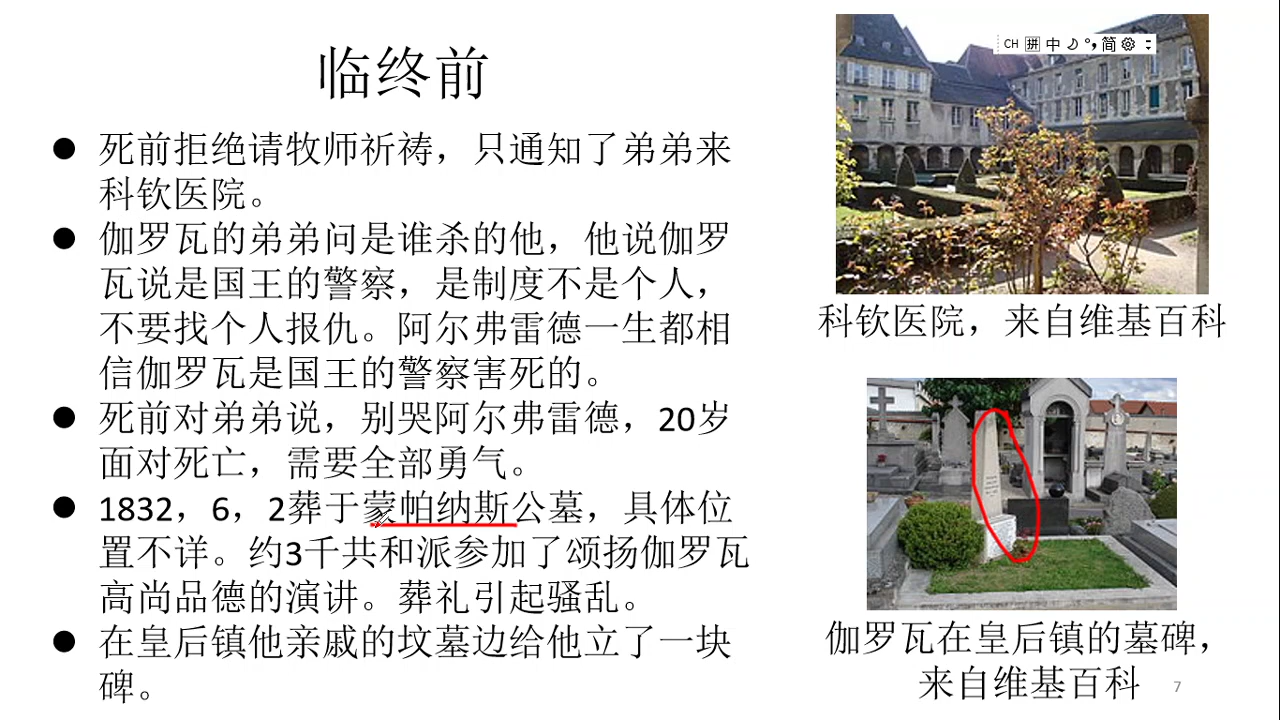 临终前
● 死前拒绝请牧师祈祷，只通知了弟弟来
科钦医院。
● 伽罗瓦的弟弟问是谁杀的他，他说伽罗
瓦说是国王的警察，是制度不是个人，
不要找个人报仇。阿尔弗雷德一生都相
信伽罗瓦是国王的警察害死的。
● 死前对弟弟说，别哭阿尔弗雷德，20岁
面对死亡，需要全部勇气。
● 1832，6，2葬于蒙帕纳斯公墓，具体位
置不详。约3千共和派参加了颂扬伽罗瓦
高尚品德的演讲。葬礼引起骚乱。
● 在皇后镇他亲戚的坟墓边给他立了一块
碑。
CH 拼 中 简
科钦医院，来自维基百科
伽罗瓦在皇后镇的墓碑，
来自维基百科
7